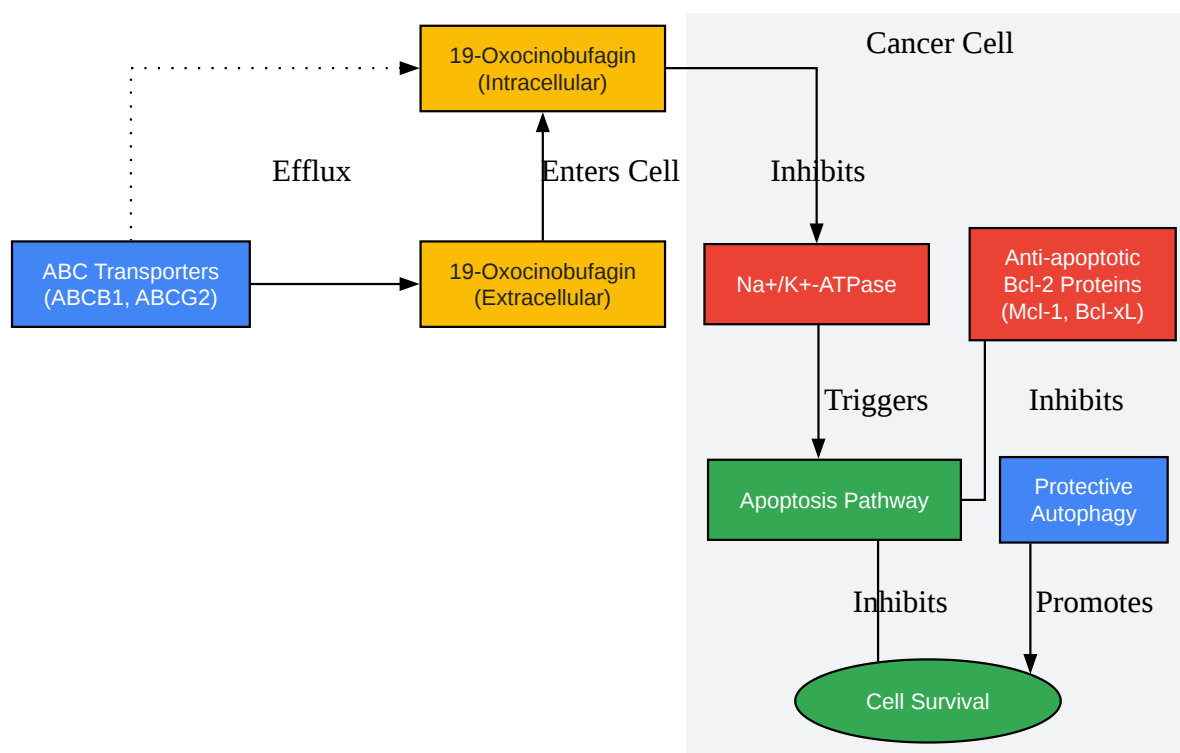 Cancer Cell
19-Oxocinobufagin
(Intracellular)
Efflux
Enters Cell
Inhibits
ABC Transporters
(ABCB1, ABCG2)
19-Oxocinobufagin
(Extracellular)
Na+/K+-ATPase
Anti-apoptotic
Bcl-2 Proteins
(Mcl-1, Bcl-xL)
Triggers
Inhibits
Apoptosis Pathway
Protective
Autophagy
Inhibits
Promotes
Cell Survival